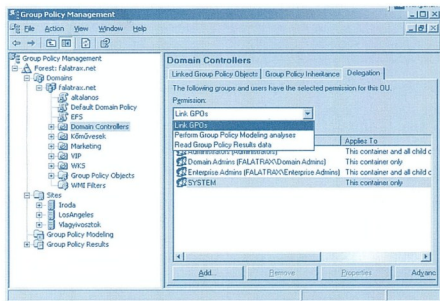 Group Policy Management
File Action View Window Help
Group Policy Management
Forest: falatrax.net
Domains
falatrax.net
altalanos
Default Domain Policy
EFS
Domain Controllers
Kőművesek
Marketing
VIP
WKS
Group Policy Objects
WMI Filters
Sites
Iroda
LosAngeles
Vlagyivosztok
Group Policy Modeling
Group Policy Results
Domain Controllers
Linked Group Policy Objects Group Policy Inheritance Delegation
The following groups and users have the selected permission for this OU.
Permission:
Link GPOs
Link GPOs
Perform Group Policy Modeling analyses
Read Group Policy Results data
Applies To
Administrators (Administrators) This container and all child c
Domain Admins (FALATRAX\Domain Admins) This container only
Enterprise Admins (FALATRAX\Enterprise Admins) This container and all child c
SYSTEM This container only
Add... Remove Properties Advanc